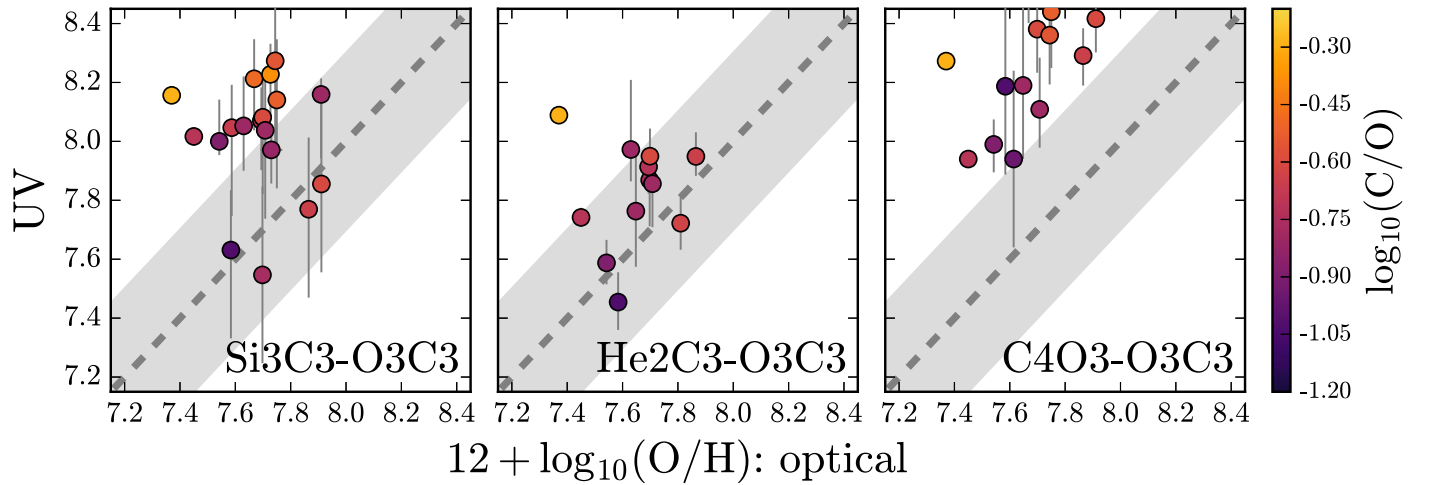 UV
8.4
8.2
8.0
7.8
7.6
7.4
7.2
Si3C3-O3C3
He2C3-O3C3
C4O3-O3C3
7.2 7.4 7.6 7.8 8.0 8.2 8.4
7.2 7.4 7.6 7.8 8.0 8.2 8.4
7.2 7.4 7.6 7.8 8.0 8.2 8.4
12 + log₁₀(O/H): optical
-0.30
-0.45
-0.60
-0.75
-0.90
-1.05
-1.20
log₁₀(C/O)